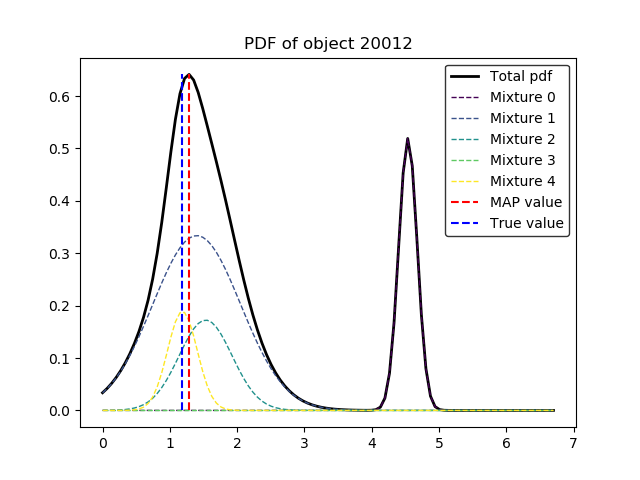 PDF of object 20012
Total pdf
Mixture 0
Mixture 1
Mixture 2
Mixture 3
Mixture 4
MAP value
True value
0.6
0.5
0.4
0.3
0.2
0.1
0.0
0 1 2 3 4 5 6 7